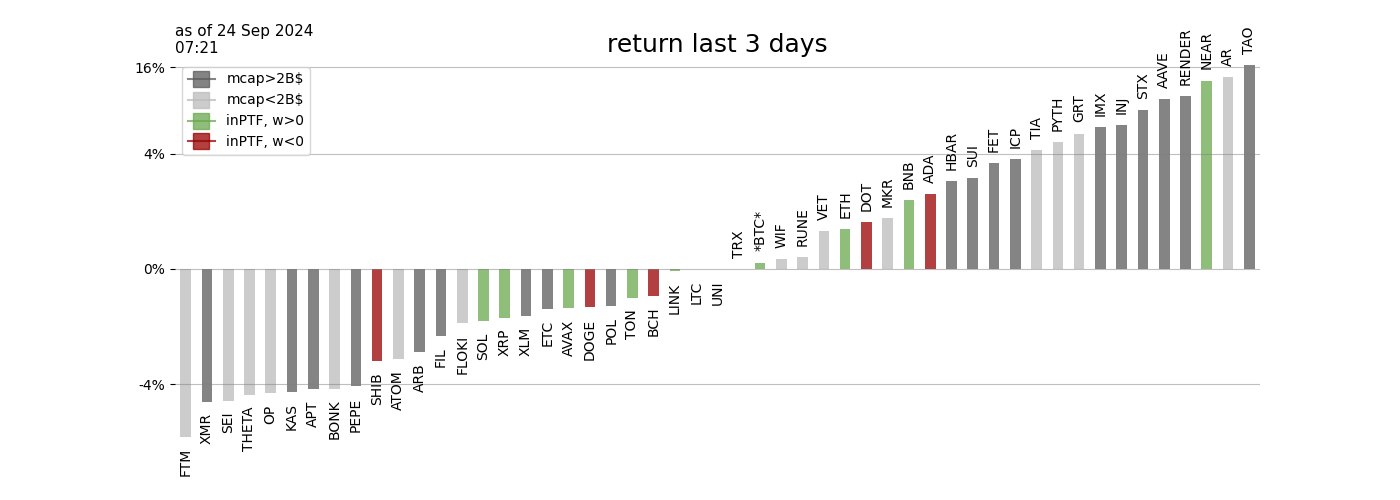 as of 24 Sep 2024
07:21
return last 3 days
mcap>2B$
mcap<2B$
inPTF, w>0
inPTF, w<0
16%
4%
0%
-4%
FTM
XMR
SEI
THETA
OP
KAS
APT
BONK
PEPE
SHIB
ATOM
ARB
FIL
FLOKI
SOL
XRP
XLM
ETC
AVAX
DOGE
POL
TON
BCH
LINK
LTC
UNI
TRX
*BTC*
WIF
RUNE
VET
ETH
DOT
MKR
BNB
ADA
HBAR
SUI
FET
ICP
TIA
PYTH
GRT
IMX
INJ
STX
AAVE
RENDER
NEAR
AR
TAO